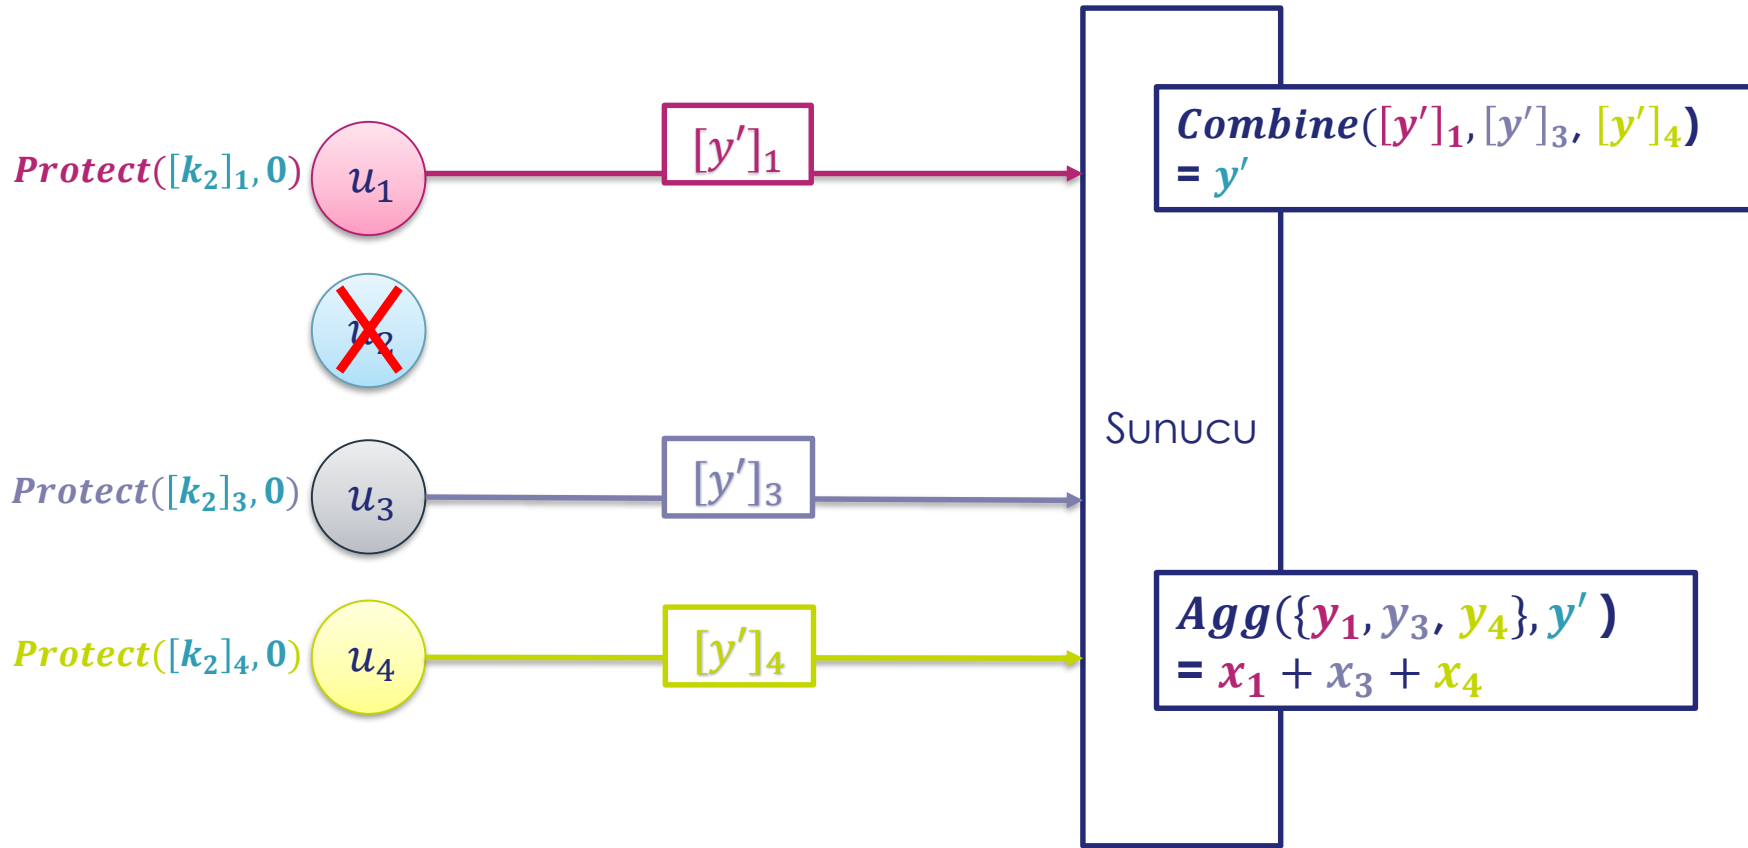 Protect([k₂]₁, 0)
u₁
[y′]₁
Combine([y′]₁, [y′]₃, [y′]₄)
= y′
u₂
Sunucu
Protect([k₂]₃, 0)
u₃
[y′]₃
Protect([k₂]₄, 0)
u₄
[y′]₄
Agg({y₁, y₃, y₄}, y′ )
= x₁ + x₃ + x₄